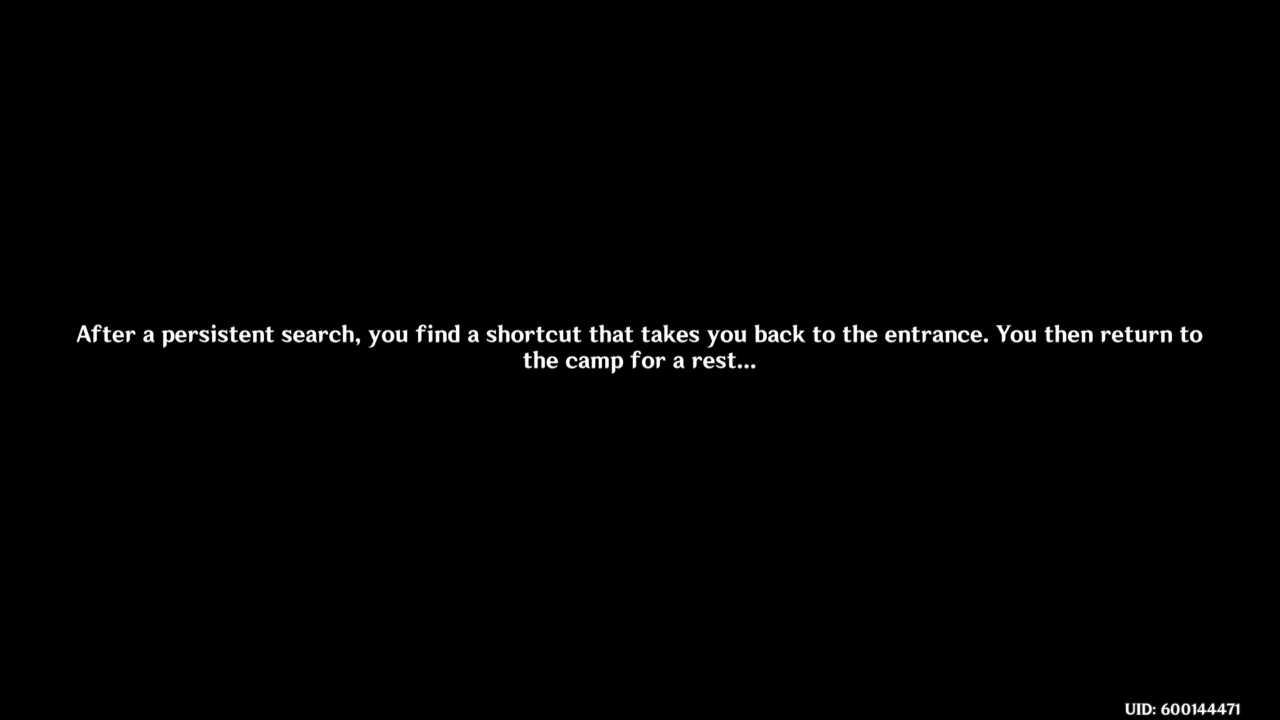 After a persistent search, you find a shortcut that takes you back to the entrance. You then return to
the camp for a rest...
UID: 600144471